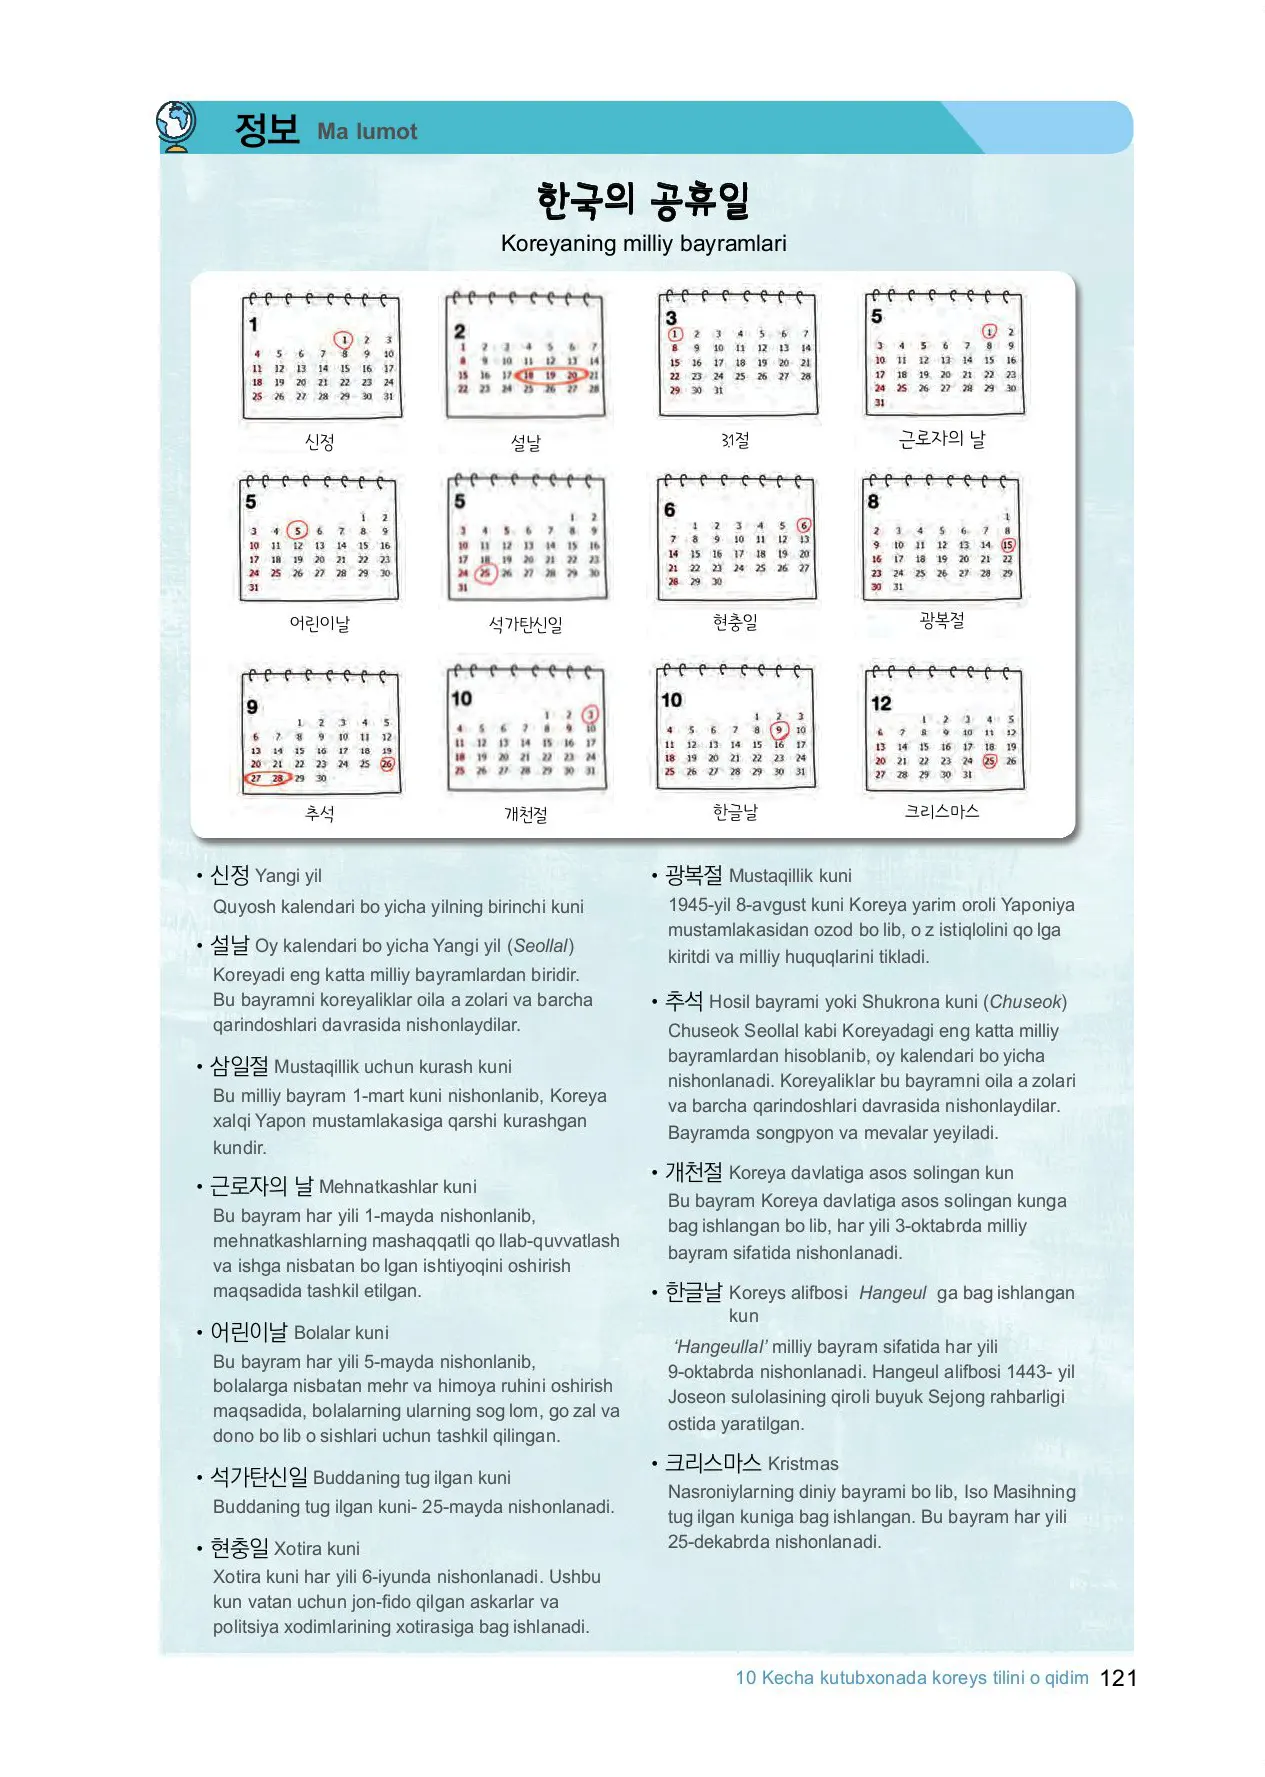 정보 Ma lumot
한국의 공휴일
Koreyaning milliy bayramlari
1
1 2 3
4 5 6 7 8 9 10
11 12 13 14 15 16 17
18 19 20 21 22 23 24
25 26 27 28 29 30 31
신정
2
1 2 3 4 5 6 7
8 9 10 11 12 13 14
15 16 17 18 19 20 21
22 23 24 25 26 27 28
설날
3
1 2 3 4 5 6 7
8 9 10 11 12 13 14
15 16 17 18 19 20 21
22 23 24 25 26 27 28
29 30 31
3.1절
5
1 2
3 4 5 6 7 8 9
10 11 12 13 14 15 16
17 18 19 20 21 22 23
24 25 26 27 28 29 30
31
근로자의 날
5
1 2
3 4 5 6 7 8 9
10 11 12 13 14 15 16
17 18 19 20 21 22 23
24 25 26 27 28 29 30
31
어린이날
5
1 2
3 4 5 6 7 8 9
10 11 12 13 14 15 16
17 18 19 20 21 22 23
24 25 26 27 28 29 30
31
석가탄신일
6
1 2 3 4 5 6
7 8 9 10 11 12 13
14 15 16 17 18 19 20
21 22 23 24 25 26 27
28 29 30
현충일
8
1
2 3 4 5 6 7 8
9 10 11 12 13 14 15
16 17 18 19 20 21 22
23 24 25 26 27 28 29
30 31
광복절
9
1 2 3 4 5
6 7 8 9 10 11 12
13 14 15 16 17 18 19
20 21 22 23 24 25 26
27 28 29 30
추석
10
1 2 3
4 5 6 7 8 9 10
11 12 13 14 15 16 17
18 19 20 21 22 23 24
25 26 27 28 29 30 31
개천절
10
1 2 3
4 5 6 7 8 9 10
11 12 13 14 15 16 17
18 19 20 21 22 23 24
25 26 27 28 29 30 31
한글날
12
1 2 3 4 5
6 7 8 9 10 11 12
13 14 15 16 17 18 19
20 21 22 23 24 25 26
27 28 29 30 31
크리스마스
• 신정 Yangi yil
Quyosh kalendari bo yicha yilning birinchi kuni
• 설날 Oy kalendari bo yicha Yangi yil (Seollal)
Koreyadi eng katta milliy bayramlardan biridir.
Bu bayramni koreyaliklar oila a zolari va barcha
qarindoshlari davrasida nishonlaydilar.
• 삼일절 Mustaqillik uchun kurash kuni
Bu milliy bayram 1-mart kuni nishonlanib, Koreya
xalqi Yapon mustamlakasiga qarshi kurashgan
kundir.
• 근로자의 날 Mehnatkashlar kuni
Bu bayram har yili 1-mayda nishonlanib,
mehnatkashlarning mashaqqatli qo llab-quvvatlash
va ishga nisbatan bo lgan ishtiyoqini oshirish
maqsadida tashkil etilgan.
• 어린이날 Bolalar kuni
Bu bayram har yili 5-mayda nishonlanib,
bolalarga nisbatan mehr va himoya ruhini oshirish
maqsadida, bolalarning ularning sog lom, go zal va
dono bo lib o sishlari uchun tashkil qilingan.
• 석가탄신일 Buddaning tug ilgan kuni
Buddaning tug ilgan kuni- 25-mayda nishonlanadi.
• 현충일 Xotira kuni
Xotira kuni har yili 6-iyunda nishonlanadi. Ushbu
kun vatan uchun jon-fido qilgan askarlar va
politsiya xodimlarining xotirasiga bag ishlanadi.
• 광복절 Mustaqillik kuni
1945-yil 8-avgust kuni Koreya yarim oroli Yaponiya
mustamlakasidan ozod bo lib, o z istiqlolini qo lga
kiritdi va milliy huquqlarini tikladi.
• 추석 Hosil bayrami yoki Shukrona kuni (Chuseok)
Chuseok Seollal kabi Koreyadagi eng katta milliy
bayramlardan hisoblanib, oy kalendari bo yicha
nishonlanadi. Koreyaliklar bu bayramni oila a zolari
va barcha qarindoshlari davrasida nishonlaydilar.
Bayramda songpyon va mevalar yeyiladi.
• 개천절 Koreya davlatiga asos solingan kun
Bu bayram Koreya davlatiga asos solingan kunga
bag ishlangan bo lib, har yili 3-oktabrda milliy
bayram sifatida nishonlanadi.
• 한글날 Koreys alifbosi Hangeul ga bag ishlangan
kun
‘Hangeullal’ milliy bayram sifatida har yili
9-oktabrda nishonlanadi. Hangeul alifbosi 1443- yil
Joseon sulolasining qiroli buyuk Sejong rahbarligi
ostida yaratilgan.
• 크리스마스 Kristmas
Nasroniylarning diniy bayrami bo lib, Iso Masihning
tug ilgan kuniga bag ishlangan. Bu bayram har yili
25-dekabrda nishonlanadi.
10 Kecha kutubxonada koreys tilini o qidim 121